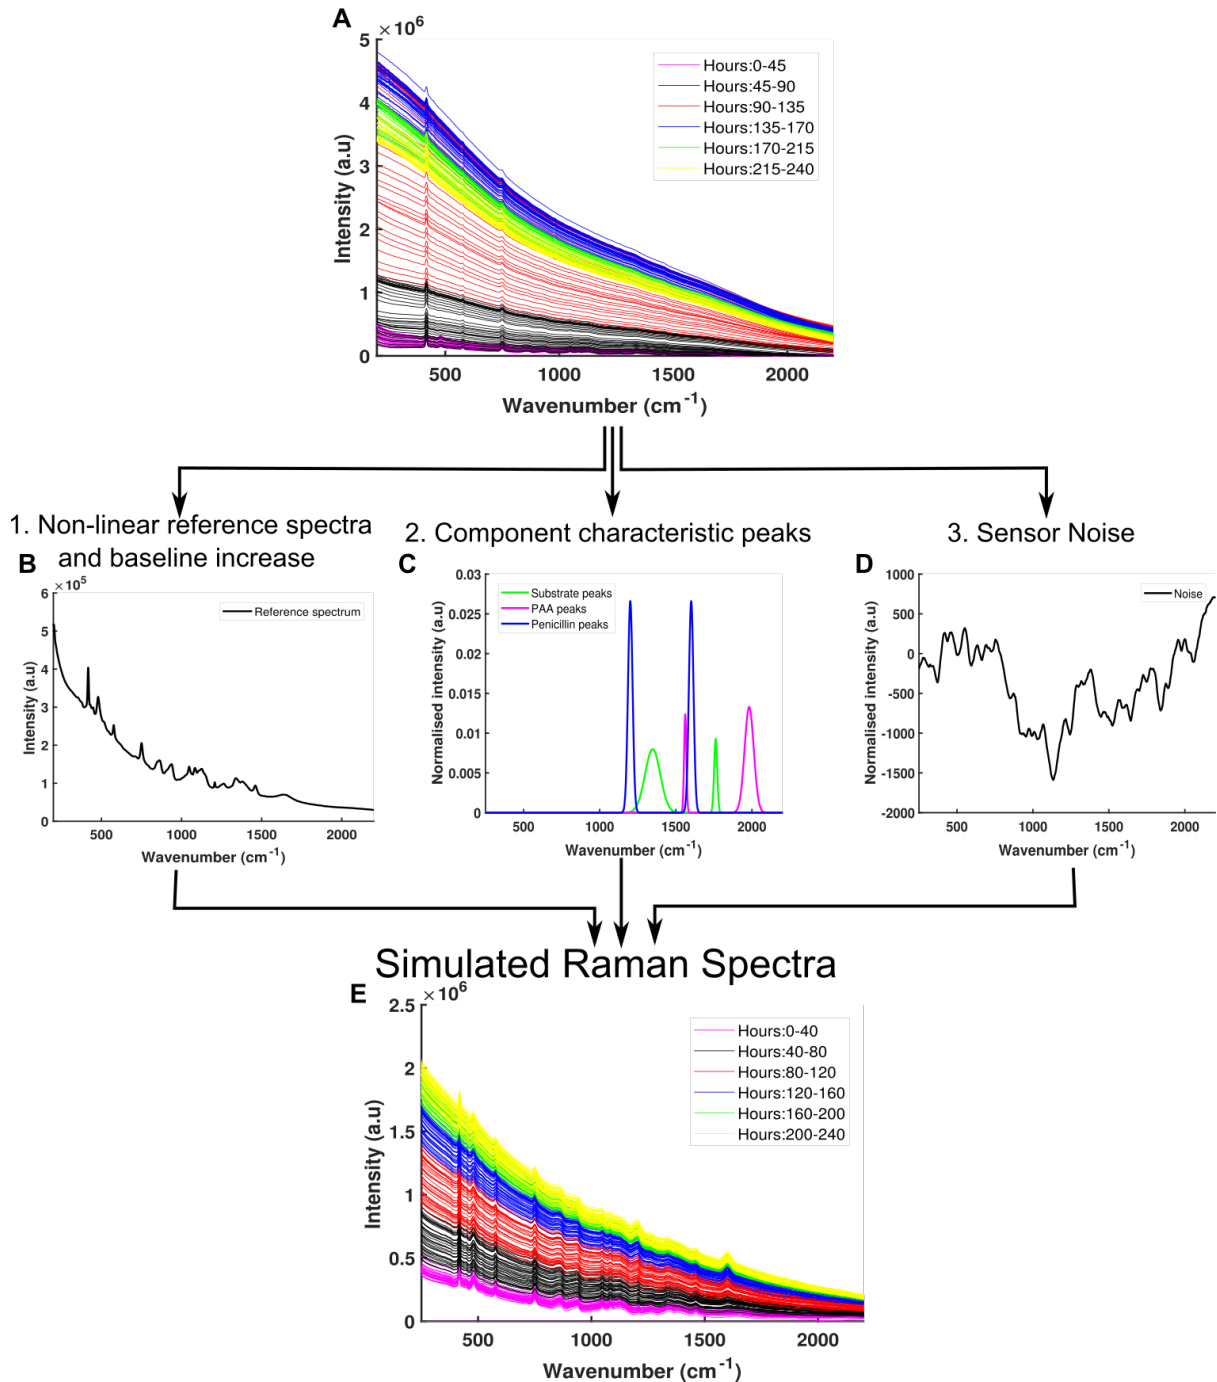 A
×10⁶
5
4
3
2
1
0
Intensity (a.u)
500
1000
1500
2000
Wavenumber (cm⁻¹)
Hours:0-45
Hours:45-90
Hours:90-135
Hours:135-170
Hours:170-215
Hours:215-240
1. Non-linear reference spectra
and baseline increase
B
×10⁵
6
5
4
3
2
1
0
Intensity (a.u)
500
1000
1500
2000
Wavenumber (cm⁻¹)
Reference spectrum
2. Component characteristic peaks
C
0.03
0.025
0.02
0.015
0.01
0.005
0
Normalised intensity (a.u)
500
1000
1500
2000
Wavenumber (cm⁻¹)
Substrate peaks
PAA peaks
Penicillin peaks
3. Sensor Noise
D
1000
500
0
-500
-1000
-1500
-2000
Normalised intensity (a.u)
500
1000
1500
2000
Wavenumber (cm⁻¹)
Noise
Simulated Raman Spectra
E
×10⁶
2.5
2
1.5
1
0.5
0
Intensity (a.u)
500
1000
1500
2000
Wavenumber (cm⁻¹)
Hours:0-40
Hours:40-80
Hours:80-120
Hours:120-160
Hours:160-200
Hours:200-240